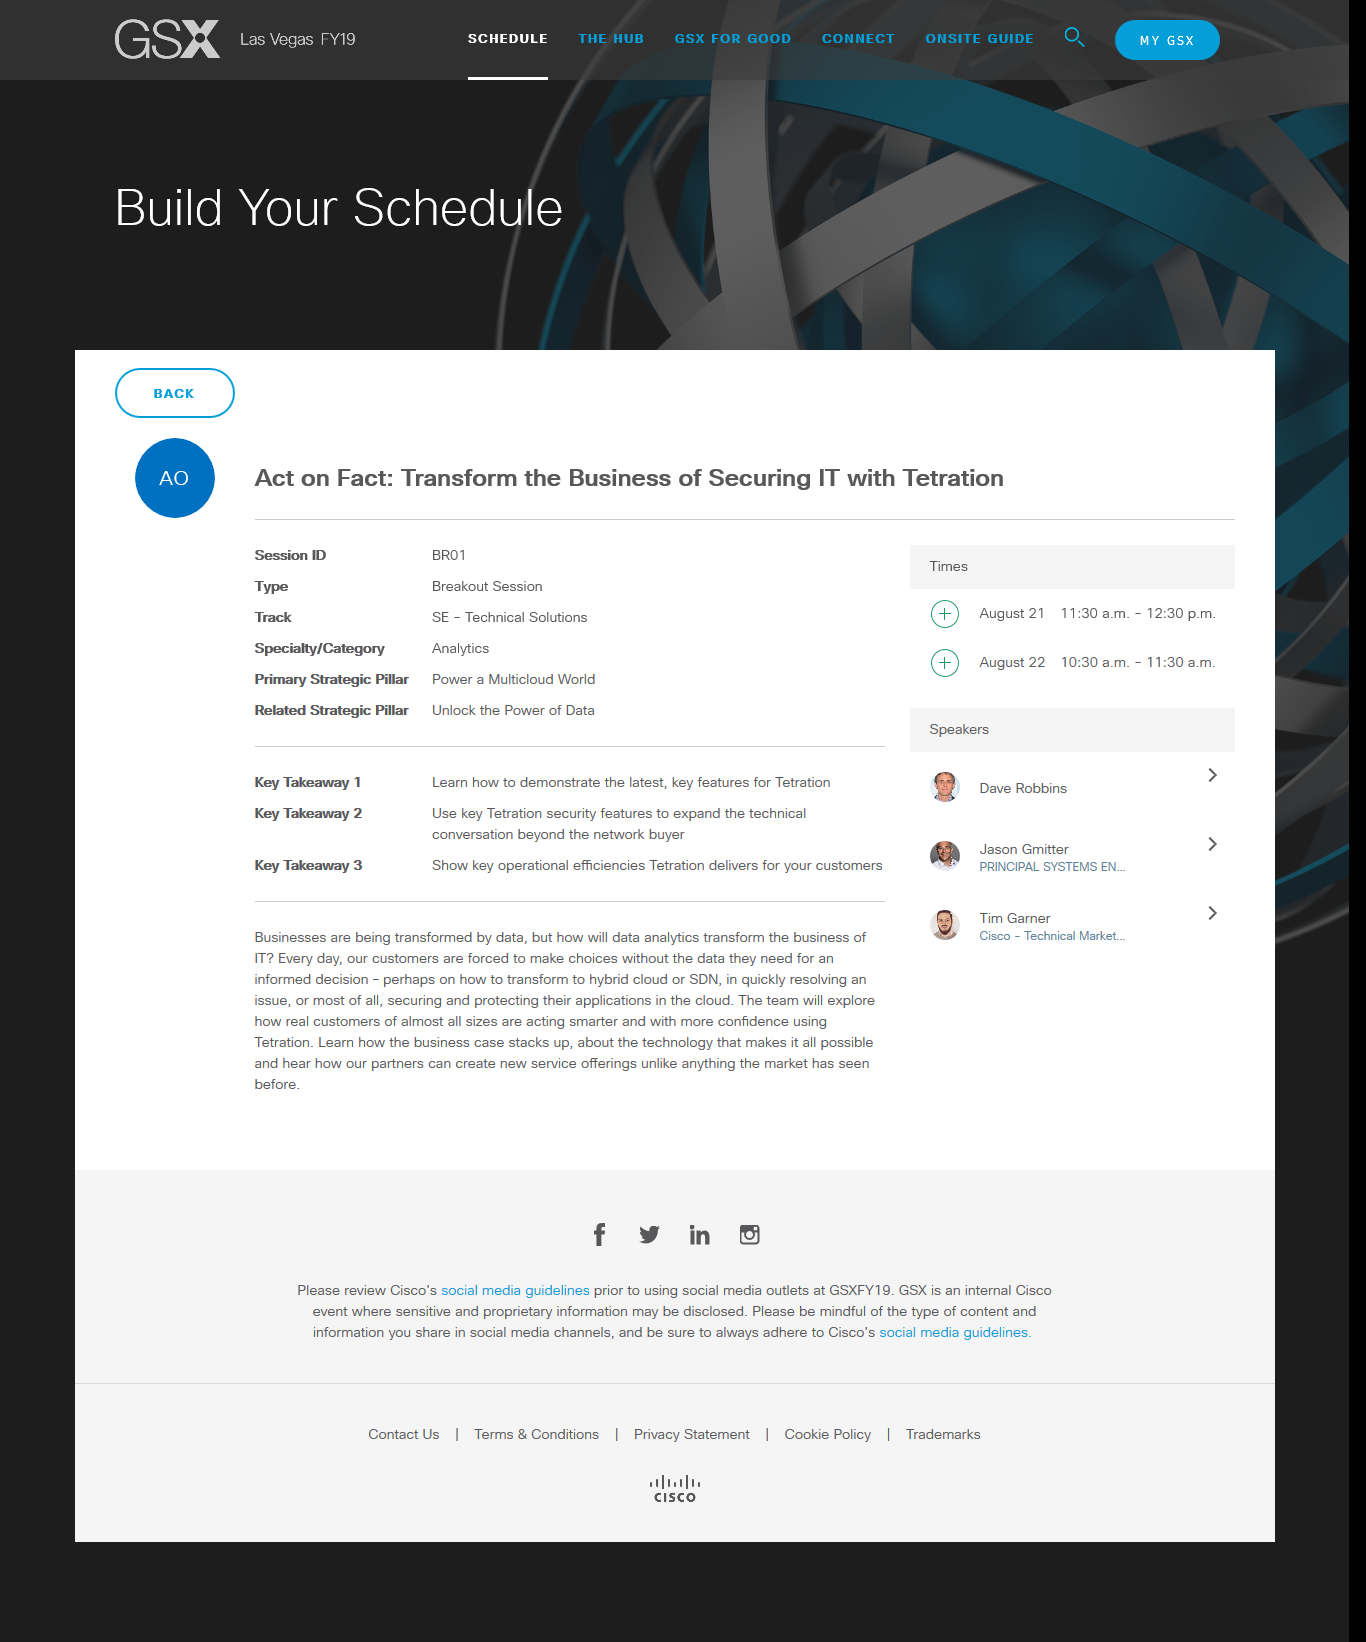 GSX Las Vegas FY19 SCHEDULE THE HUB GSX FOR GOOD CONNECT ONSITE GUIDE MY GSX
Build Your Schedule
BACK
AO
Act on Fact: Transform the Business of Securing IT with Tetration
Session ID BR01
Type Breakout Session
Track SE - Technical Solutions
Specialty/Category Analytics
Primary Strategic Pillar Power a Multicloud World
Related Strategic Pillar Unlock the Power of Data
Key Takeaway 1 Learn how to demonstrate the latest, key features for Tetration
Key Takeaway 2 Use key Tetration security features to expand the technical
conversation beyond the network buyer
Key Takeaway 3 Show key operational efficiencies Tetration delivers for your customers
Businesses are being transformed by data, but how will data analytics transform the business of
IT? Every day, our customers are forced to make choices without the data they need for an
informed decision – perhaps on how to transform to hybrid cloud or SDN, in quickly resolving an
issue, or most of all, securing and protecting their applications in the cloud. The team will explore
how real customers of almost all sizes are acting smarter and with more confidence using
Tetration. Learn how the business case stacks up, about the technology that makes it all possible
and hear how our partners can create new service offerings unlike anything the market has seen
before.
Times
August 21 11:30 a.m. - 12:30 p.m.
August 22 10:30 a.m. - 11:30 a.m.
Speakers
Dave Robbins
Jason Gmitter
PRINCIPAL SYSTEMS EN...
Tim Garner
Cisco - Technical Market...
Please review Cisco's social media guidelines prior to using social media outlets at GSXFY19. GSX is an internal Cisco
event where sensitive and proprietary information may be disclosed. Please be mindful of the type of content and
information you share in social media channels, and be sure to always adhere to Cisco's social media guidelines.
Contact Us | Terms & Conditions | Privacy Statement | Cookie Policy | Trademarks
CISCO